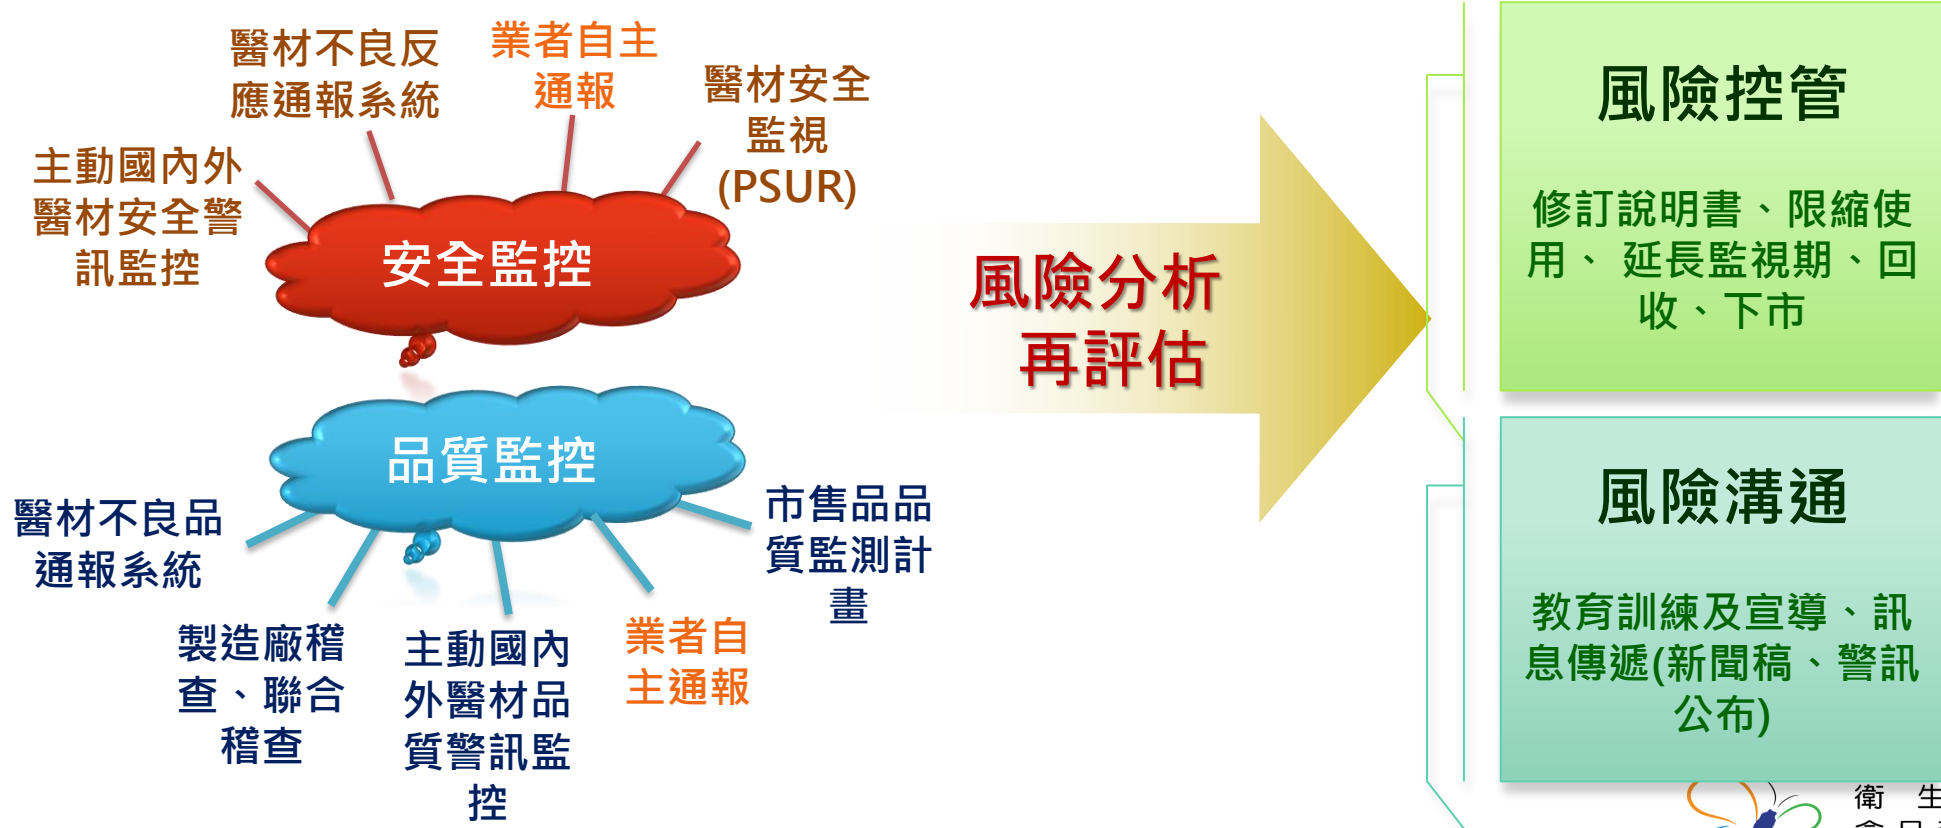 醫材不良反
應通報系統
業者自主
通報
醫材安全
監視
(PSUR)
主動國內外
醫材安全警
訊監控
安全監控
品質監控
醫材不良品
通報系統
製造廠稽
查、聯合
稽查
主動國內
外醫材品
質警訊監
控
業者自
主通報
市售品品
質監測計
畫
風險分析
再評估
風險控管
修訂說明書、限縮使
用、 延長監視期、回
收、下市
風險溝通
教育訓練及宣導、訊
息傳遞(新聞稿、警訊
公布)
衛 生